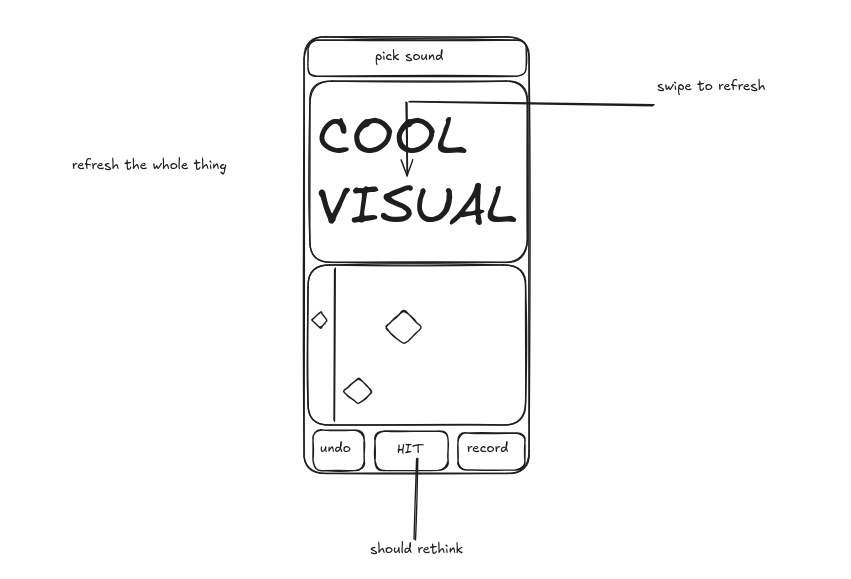 pick sound
swipe to refresh
COOL
refresh the whole thing
VISUAL
undo
HIT
record
should rethink